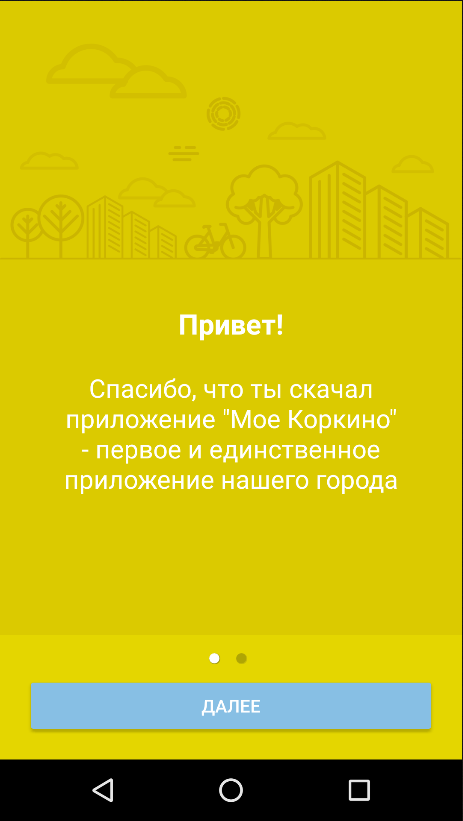 Привет!
Спасибо, что ты скачал
приложение "Мое Коркино"
- первое и единственное
приложение нашего города
ДАЛЕЕ